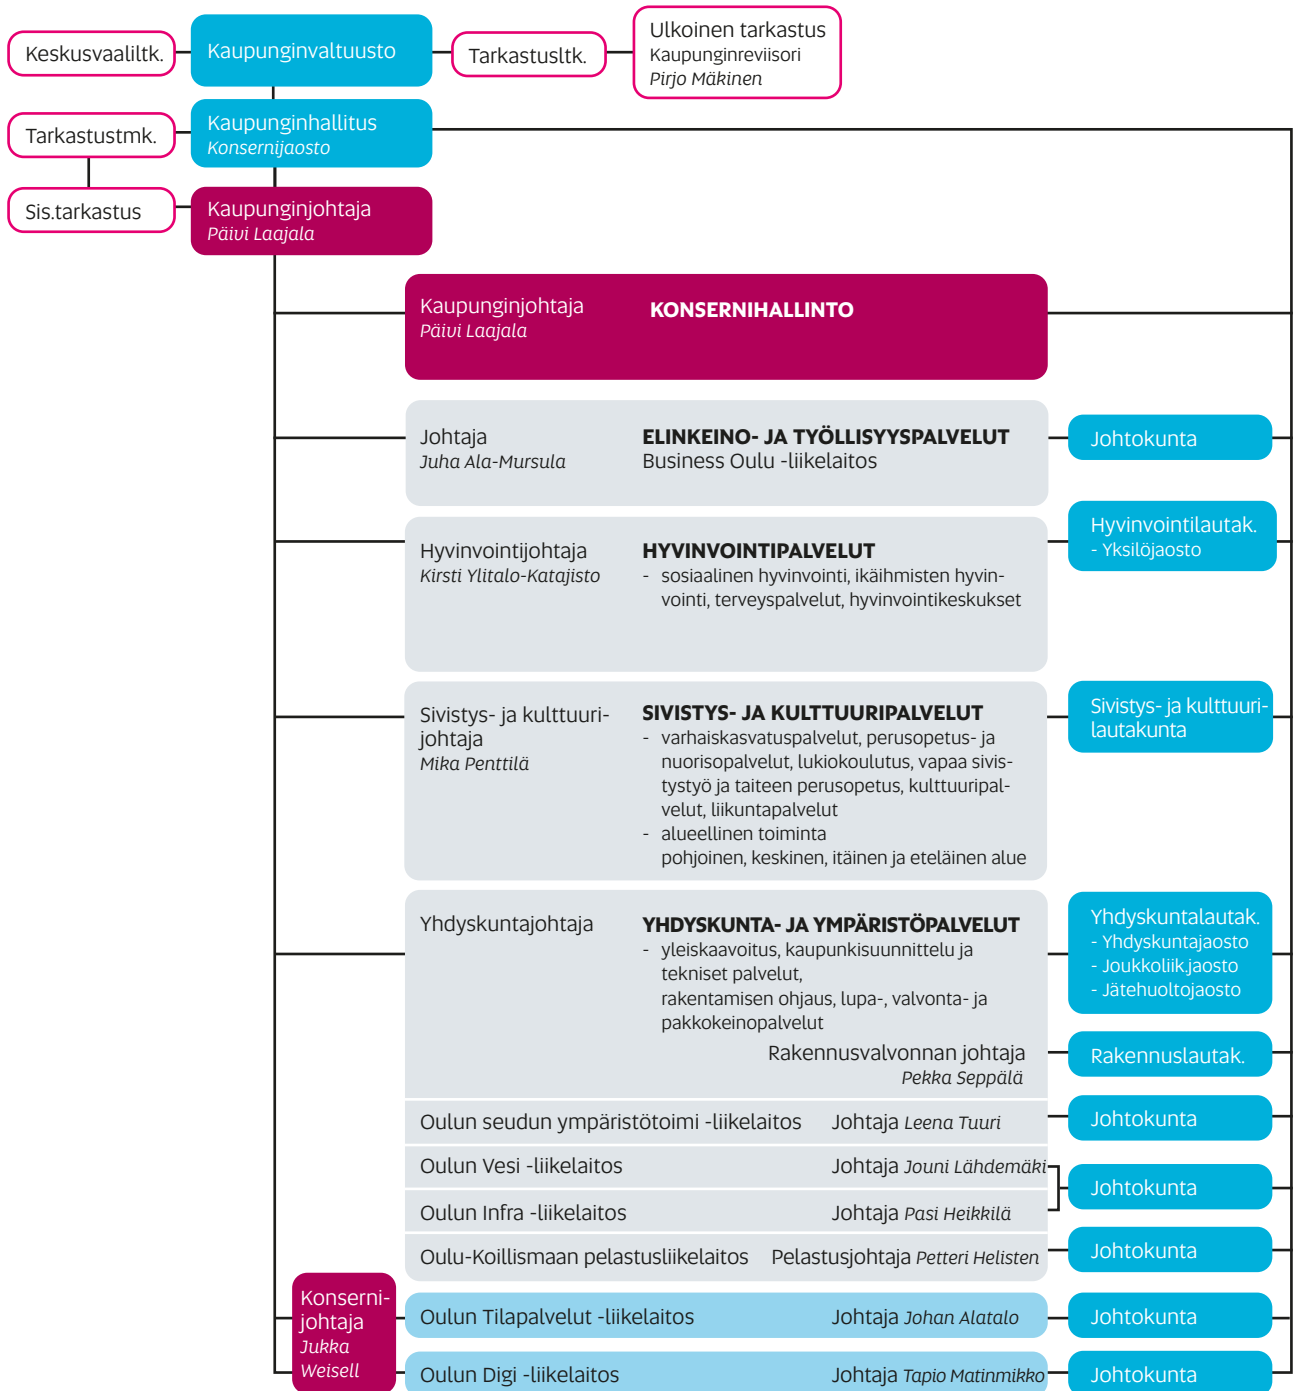 Keskusvaaliltk.
Kaupunginvaltuusto
Tarkastusltk.
Ulkoinen tarkastus
Kaupunginreviisori
Pirjo Mäkinen
Tarkastustmk.
Kaupunginhallitus
Konsernijaosto
Sis.tarkastus
Kaupunginjohtaja
Päivi Laajala
Kaupunginjohtaja
Päivi Laajala
KONSERNIHALLINTO
Johtaja
Juha Ala-Mursula
ELINKEINO- JA TYÖLLISYYSPALVELUT
Business Oulu -liikelaitos
Johtokunta
Hyvinvointijohtaja
Kirsti Ylitalo-Katajisto
HYVINVOINTIPALVELUT
- sosiaalinen hyvinvointi, ikäihmisten hyvin-
vointi, terveyspalvelut, hyvinvointikeskukset
Hyvinvointilautak.
- Yksilöjaosto
Sivistys- ja kulttuuri-
johtaja
Mika Penttilä
SIVISTYS- JA KULTTUURIPALVELUT
- varhaiskasvatuspalvelut, perusopetus- ja
nuorisopalvelut, lukiokoulutus, vapaa sivis-
tystyö ja taiteen perusopetus, kulttuuripal-
velut, liikuntapalvelut
- alueellinen toiminta
pohjoinen, keskinen, itäinen ja eteläinen alue
Sivistys- ja kulttuuri-
lautakunta
Yhdyskuntajohtaja
YHDYSKUNTA- JA YMPÄRISTÖPALVELUT
- yleiskaavoitus, kaupunkisuunnittelu ja
tekniset palvelut,
rakentamisen ohjaus, lupa-, valvonta- ja
pakkokeinopalvelut
Yhdyskuntalautak.
- Yhdyskuntajaosto
- Joukkoliik.jaosto
- Jätehuoltojaosto
Rakennusvalvonnan johtaja
Pekka Seppälä
Rakennuslautak.
Oulun seudun ympäristötoimi -liikelaitos Johtaja Leena Tuuri
Johtokunta
Oulun Vesi -liikelaitos Johtaja Jouni Lähdemäki
Oulun Infra -liikelaitos Johtaja Pasi Heikkilä
Johtokunta
Oulu-Koillismaan pelastusliikelaitos Pelastusjohtaja Petteri Helisten
Johtokunta
Konserni-
johtaja
Jukka
Weisell
Oulun Tilapalvelut -liikelaitos Johtaja Johan Alatalo
Johtokunta
Oulun Digi -liikelaitos Johtaja Tapio Matinmikko
Johtokunta